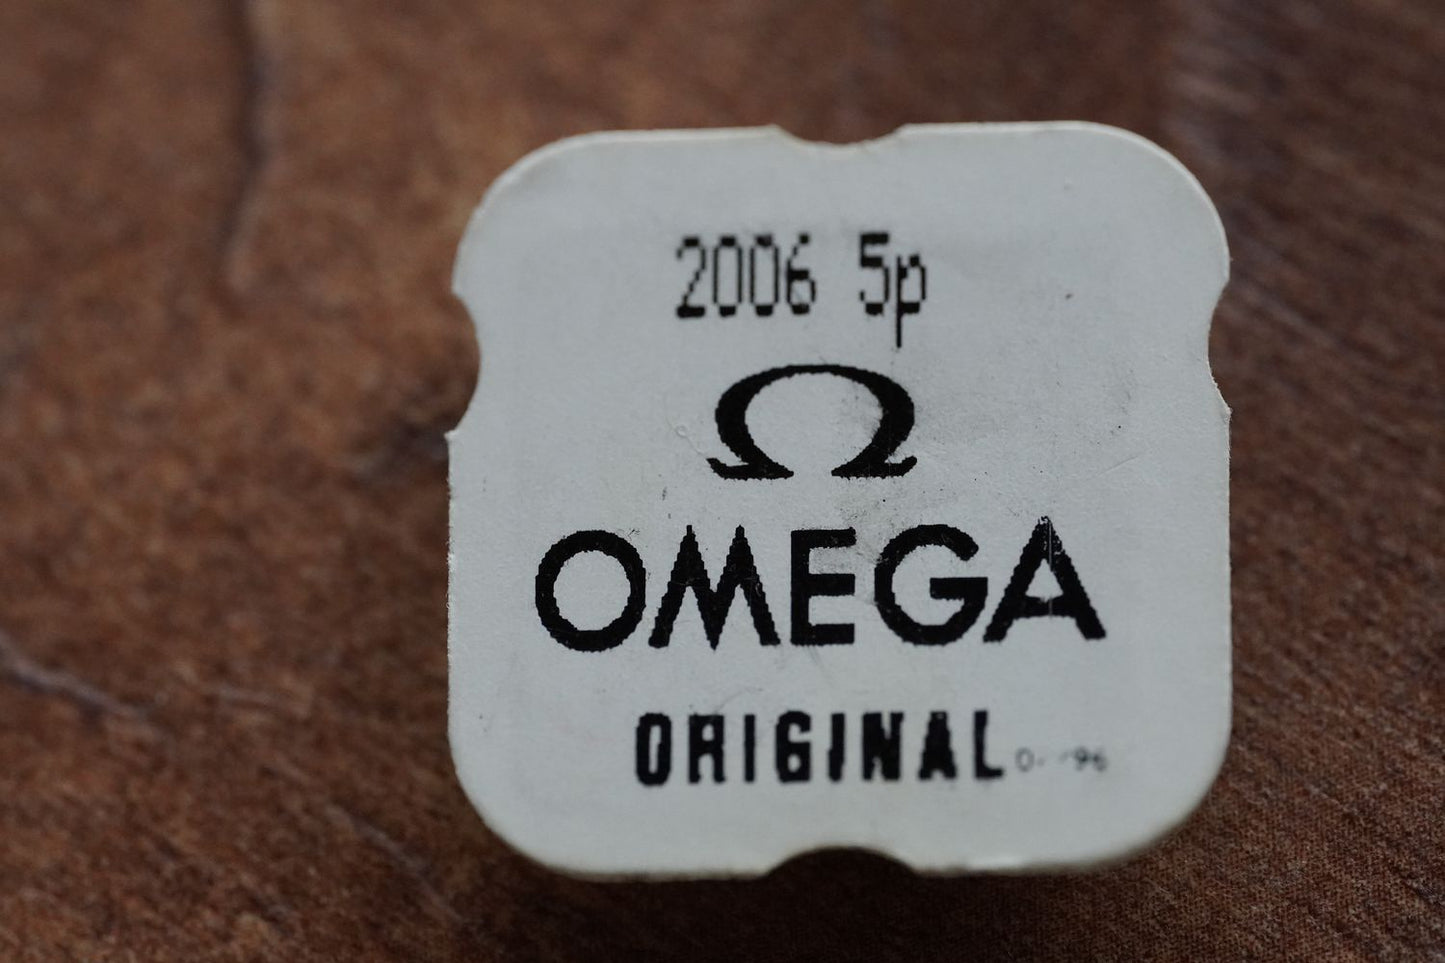 2006 5p
Ω
OMEGA
ORIGINAL